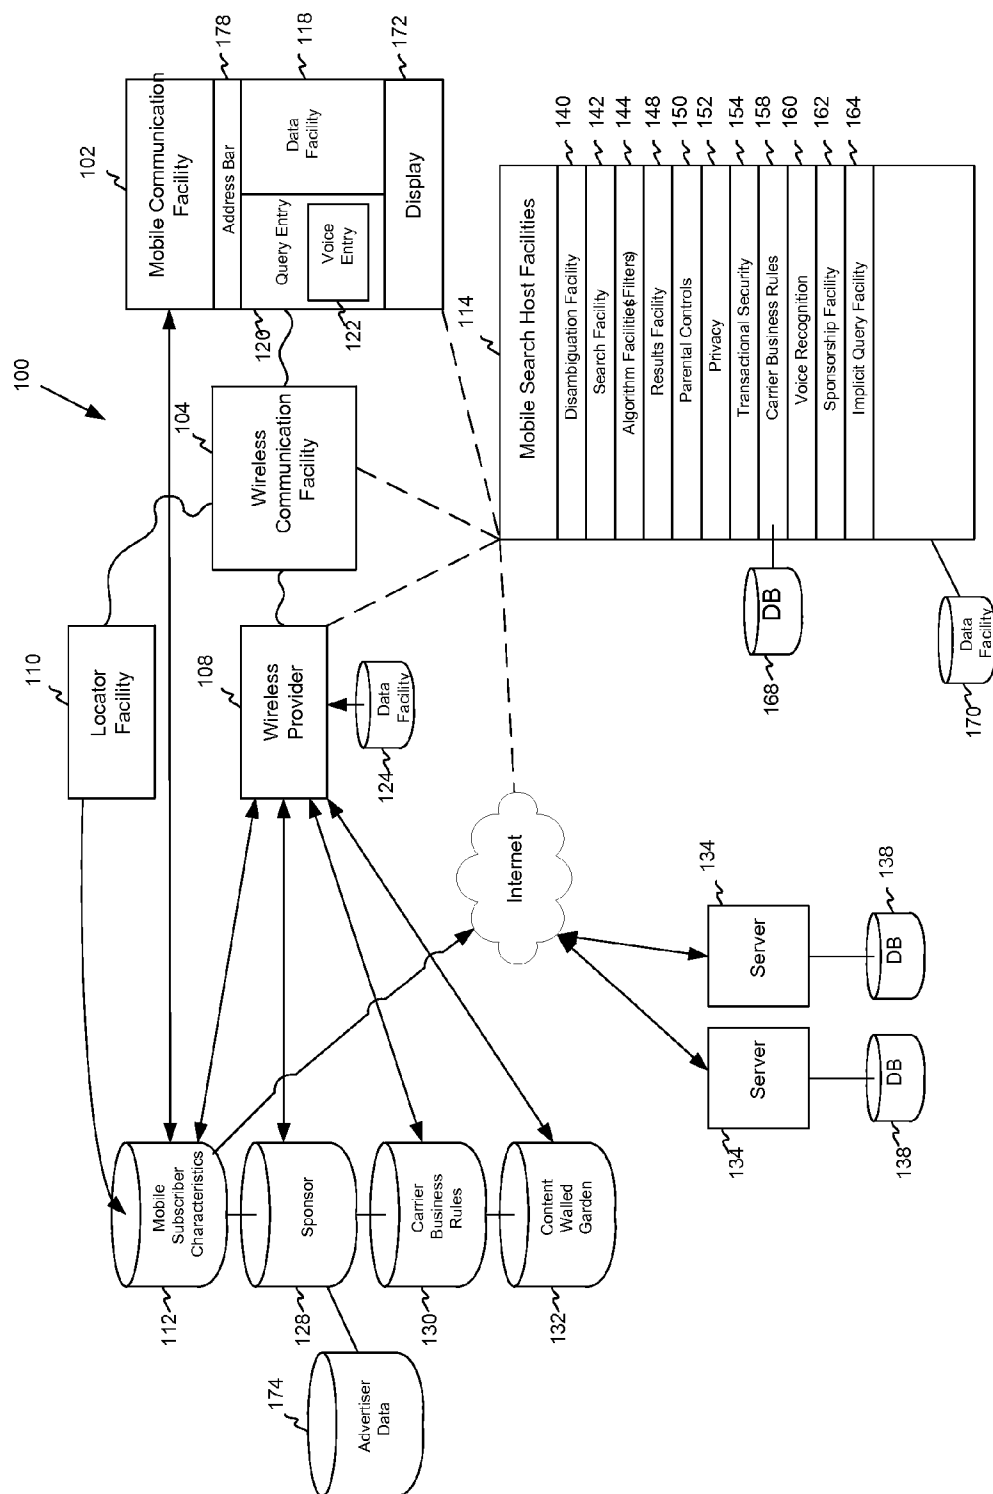 100
102
Mobile Communication
Facility
178
Address Bar
118
Data
Facility
120
Query Entry
122
Voice
Entry
172
Display
104
Wireless
Communication
Facility
110
Locator
Facility
108
Wireless
Provider
124
Data
Facility
112
Mobile
Subscriber
Characteristics
128
Sponsor
130
Carrier
Business
Rules
132
Content
Walled
Garden
174
Advertiser
Data
Internet
134
Server
138
DB
134
Server
138
DB
114
Mobile Search Host Facilities
Disambiguation Facility
140
Search Facility
142
Algorithm Facilities(Filters)
144
Results Facility
148
Parental Controls
150
Privacy
152
Transactional Security
154
Carrier Business Rules
158
Voice Recognition
160
Sponsorship Facility
162
Implicit Query Facility
164
DB
168
Data
Facility
170